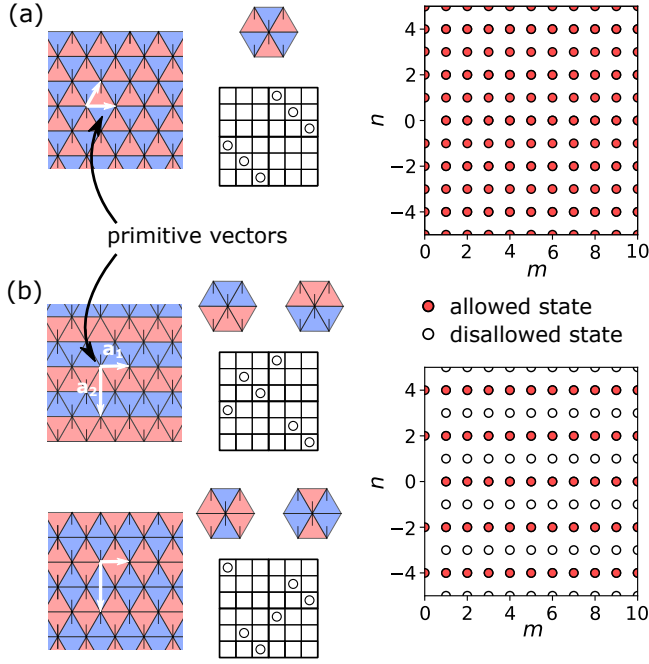 (a)
n
4
2
0
−2
−4
0 2 4 6 8 10
m
primitive vectors
(b)
a₁
a₂
allowed state
disallowed state
n
4
2
0
−2
−4
0 2 4 6 8 10
m